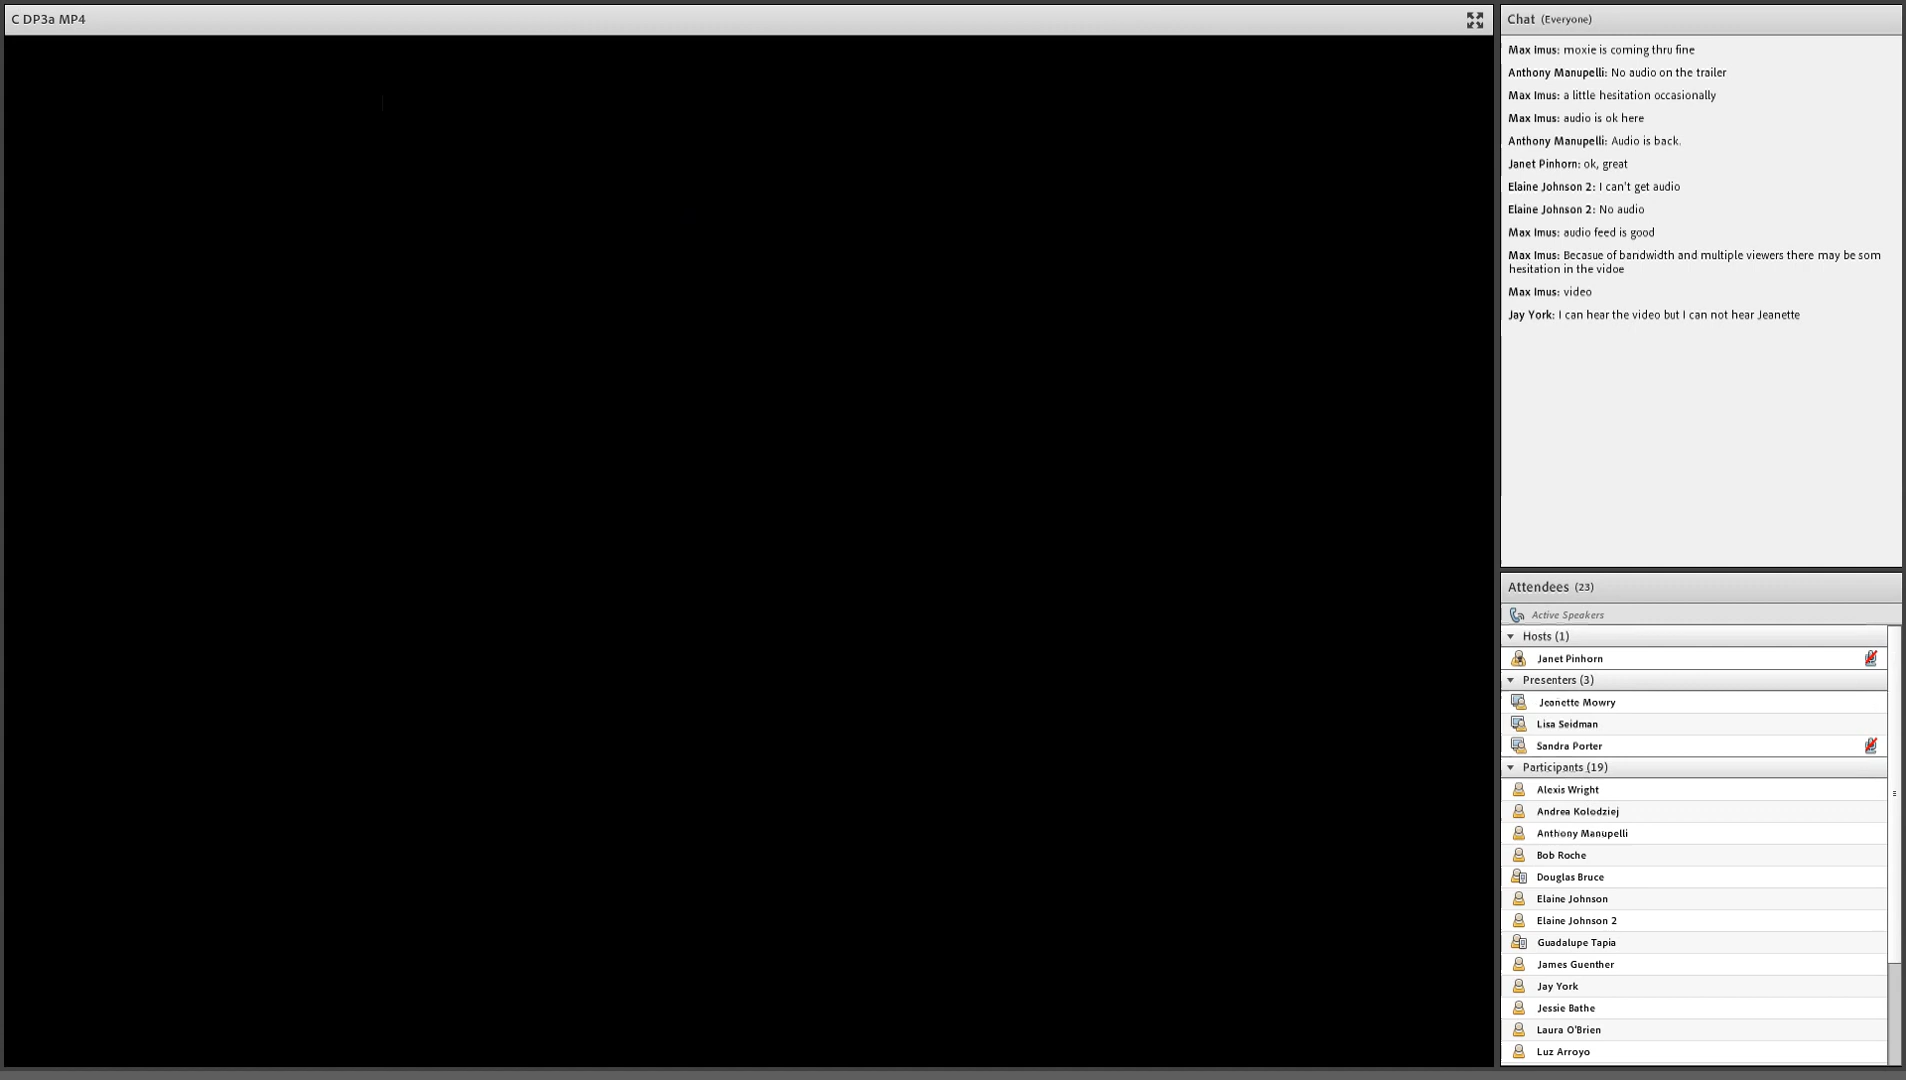 C DP3a MP4
Chat (Everyone)
Max Imus: moxie is coming thru fine
Anthony Manupelli: No audio on the trailer
Max Imus: a little hesitation occasionally
Max Imus: audio is ok here
Anthony Manupelli: Audio is back.
Janet Pinhorn: ok, great
Elaine Johnson 2: I can't get audio
Elaine Johnson 2: No audio
Max Imus: audio feed is good
Max Imus: Becasue of bandwidth and multiple viewers there may be som
hesitation in the vidoe
Max Imus: video
Jay York: I can hear the video but I can not hear Jeanette
Attendees (23)
Active Speakers
Hosts (1)
Janet Pinhorn
Presenters (3)
Jeanette Mowry
Lisa Seidman
Sandra Porter
Participants (19)
Alexis Wright
Andrea Kolodziej
Anthony Manupelli
Bob Roche
Douglas Bruce
Elaine Johnson
Elaine Johnson 2
Guadalupe Tapia
James Guenther
Jay York
Jessie Bathe
Laura O'Brien
Luz Arroyo